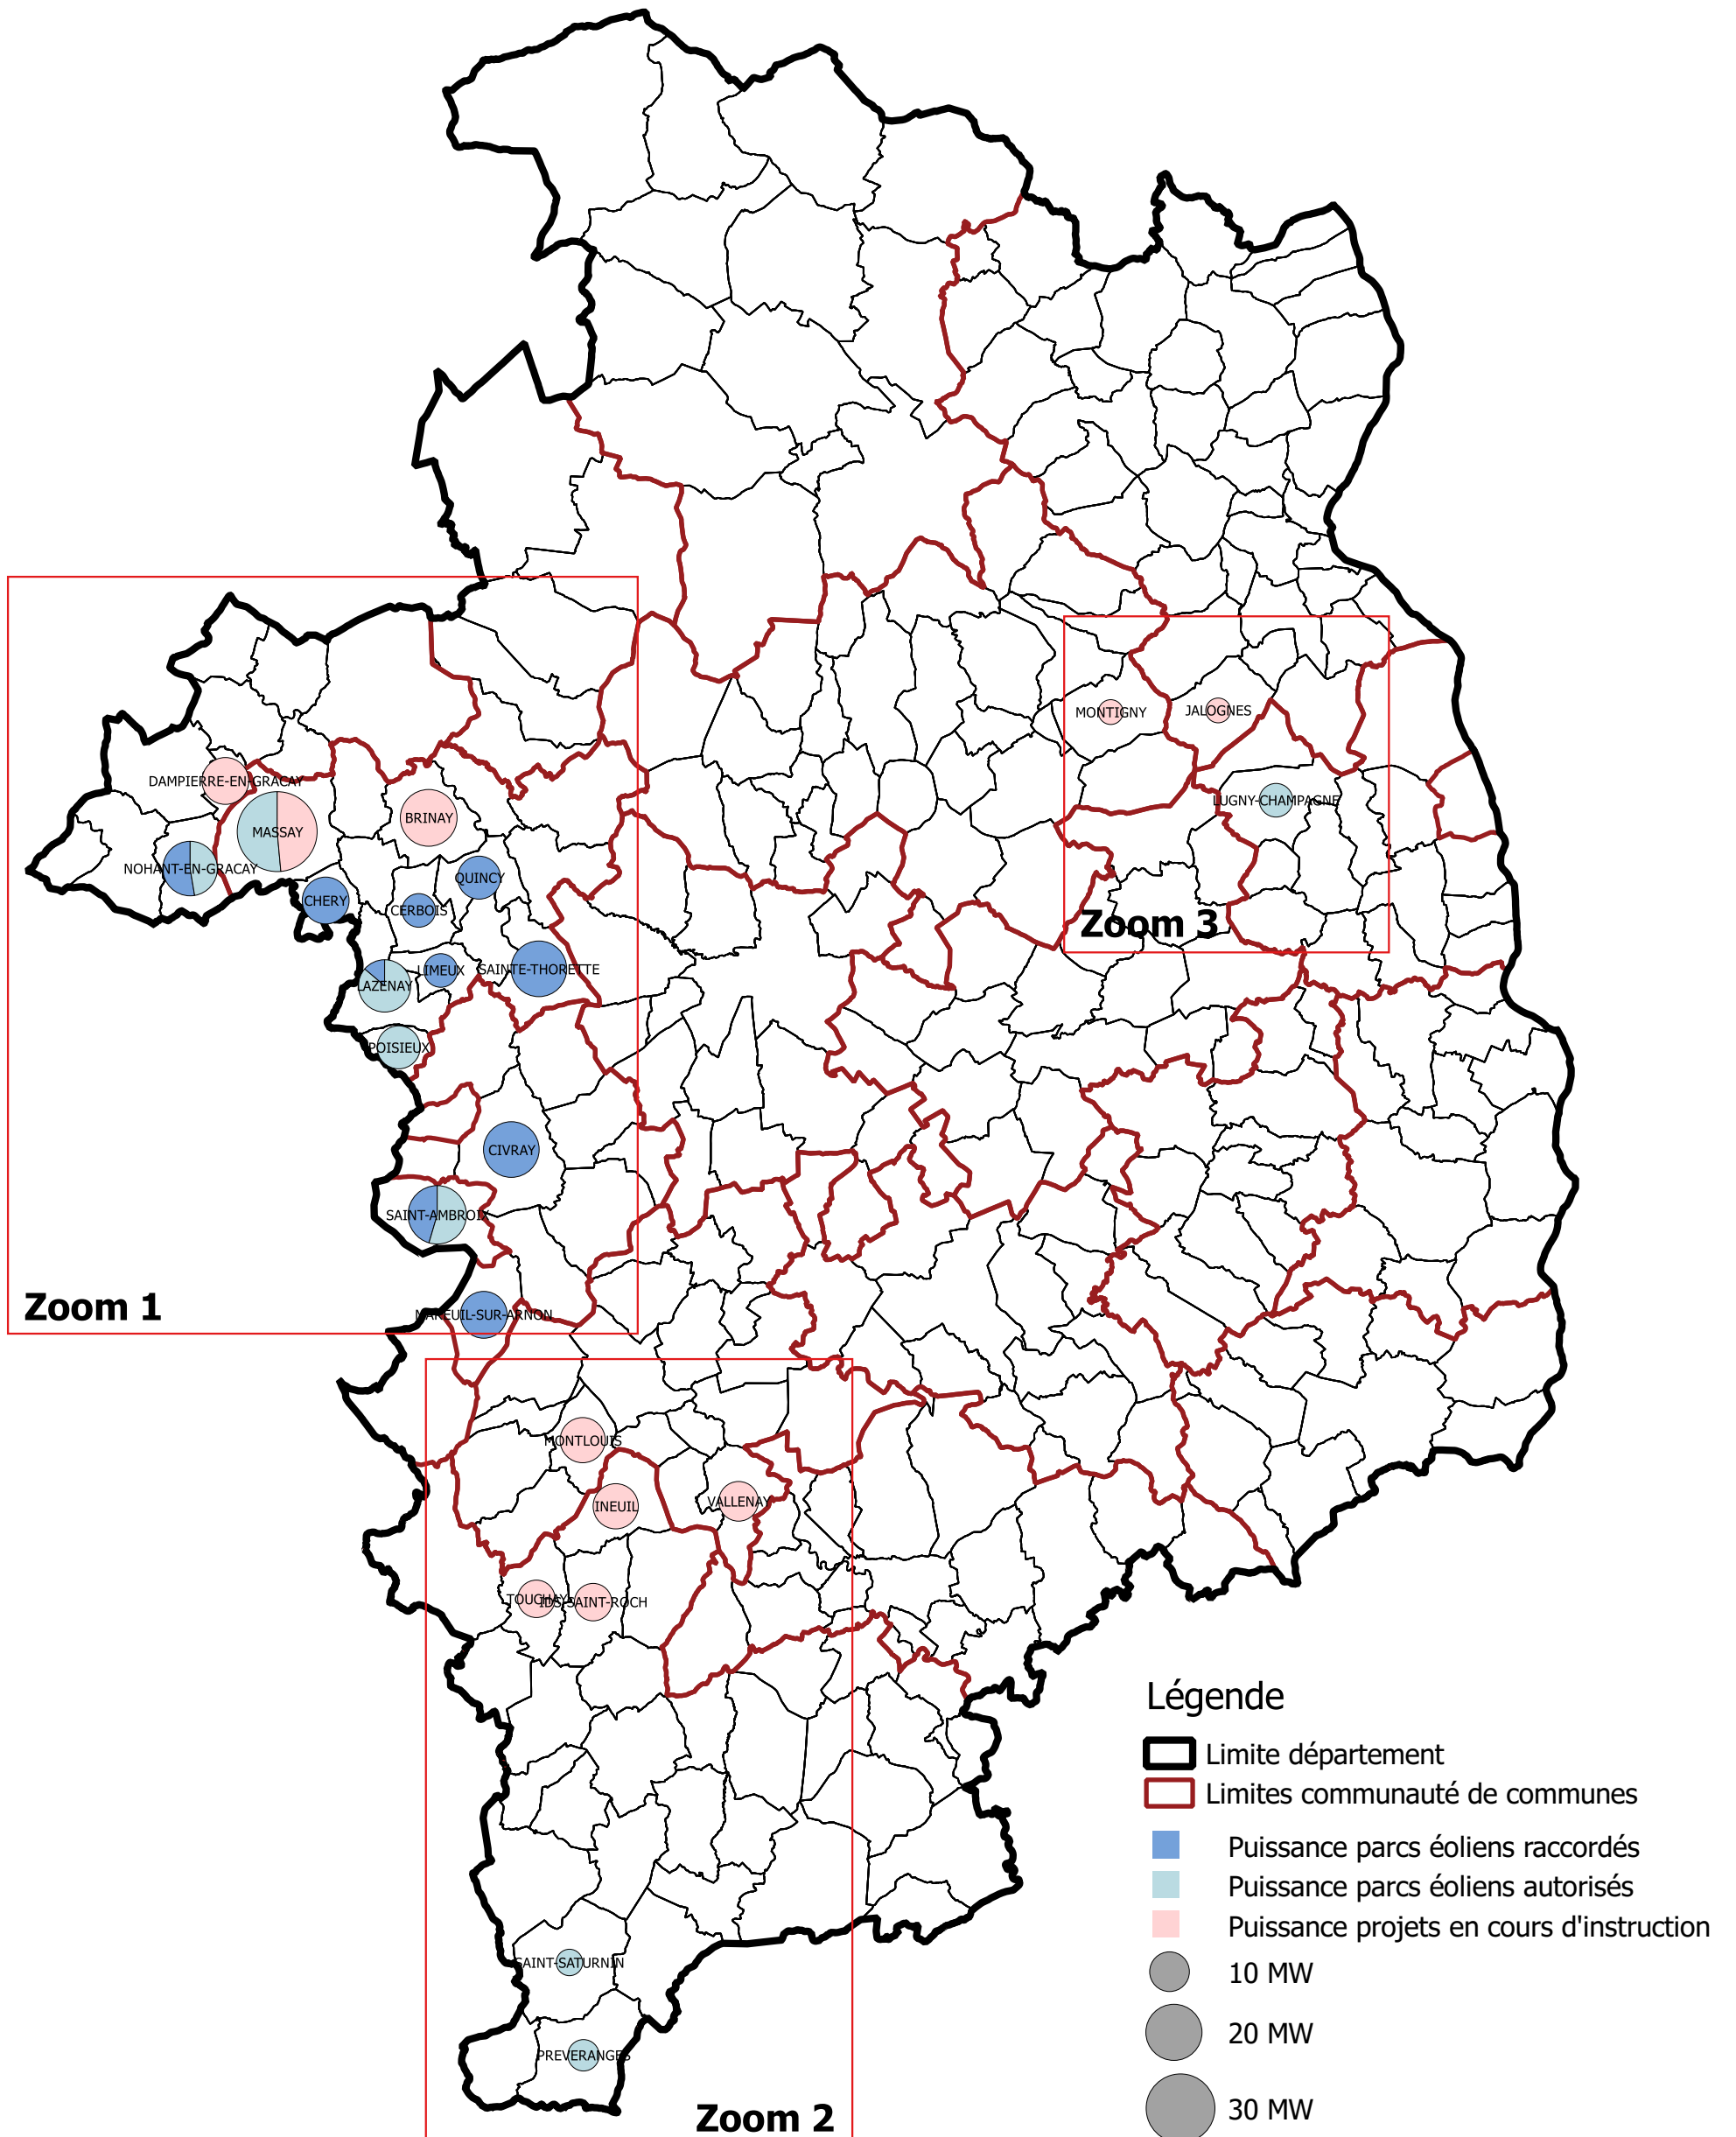 MONTIGNY
JALOGNES
DAMPIERRE-EN-GRACAY
LUGNY-CHAMPAGNE
BRINAY
MASSAY
NOHANT-EN-GRACAY
QUINCY
CHERY
CERBOIS
Zoom 3
LIMEUX
SAINTE-THORETTE
LAZENAY
POISIEUX
CIVRAY
SAINT-AMBROIX
Zoom 1
MAREUIL-SUR-ARNON
MONTLOUIS
INEUIL
VALLENAY
TOUCHAY
IDS-SAINT-ROCH
SAINT-SATURNIN
PREVERANGES
Zoom 2
Légende
Limite département
Limites communauté de communes
Puissance parcs éoliens raccordés
Puissance parcs éoliens autorisés
Puissance projets en cours d'instruction
10 MW
20 MW
30 MW